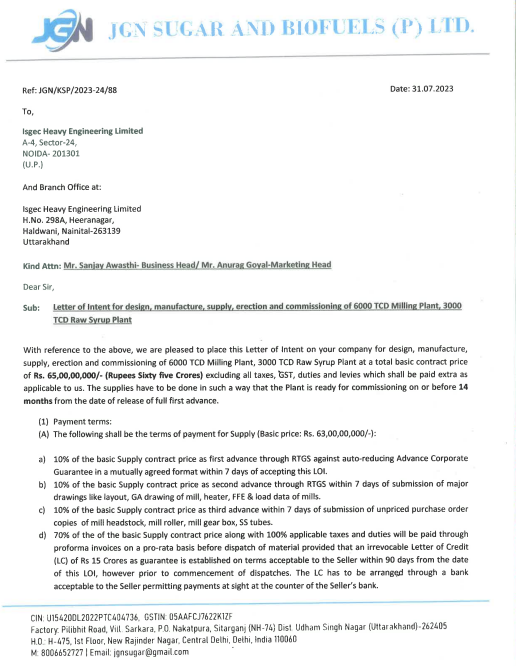 JGN JGN SUGAR AND BIOFUELS (P) LTD.
Ref: JGN/KSP/2023-24/88
Date: 31.07.2023
To,
Isgec Heavy Engineering Limited
A-4, Sector-24,
NOIDA- 201301
(U.P.)
And Branch Office at:
Isgec Heavy Engineering Limited
H.No. 298A, Heeranagar,
Haldwani, Nainital-263139
Uttarakhand
Kind Attn: Mr. Sanjay Awasthi- Business Head/ Mr. Anurag Goyal-Marketing Head
Dear Sir,
Sub: Letter of Intent for design, manufacture, supply, erection and commissioning of 6000 TCD Milling Plant, 3000
TCD Raw Syrup Plant
With reference to the above, we are pleased to place this Letter of Intent on your company for design, manufacture,
supply, erection and commissioning of 6000 TCD Milling Plant, 3000 TCD Raw Syrup Plant at a total basic contract price
of Rs. 65,00,00,000/- (Rupees Sixty five Crores) excluding all taxes, GST, duties and levies which shall be paid extra as
applicable to us. The supplies have to be done in such a way that the Plant is ready for commissioning on or before 14
months from the date of release of full first advance.
(1) Payment terms:
(A) The following shall be the terms of payment for Supply (Basic price: Rs. 63,00,00,000/-):
a) 10% of the basic Supply contract price as first advance through RTGS against auto-reducing Advance Corporate
Guarantee in a mutually agreed format within 7 days of accepting this LOI.
b) 10% of the basic Supply contract price as second advance through RTGS within 7 days of submission of major
drawings like layout, GA drawing of mill, heater, FFE & load data of mills.
c) 10% of the basic Supply contract price as third advance within 7 days of submission of unpriced purchase order
copies of mill headstock, mill roller, mill gear box, SS tubes.
d) 70% of the of the basic Supply contract price along with 100% applicable taxes and duties will be paid through
proforma invoices on a pro-rata basis before dispatch of material provided that an irrevocable Letter of Credit
(LC) of Rs 15 Crores as guarantee is established on terms acceptable to the Seller within 90 days from the date
of this LOI, however prior to commencement of dispatches. The LC has to be arranged through a bank
acceptable to the Seller permitting payments at sight at the counter of the Seller's bank.
CIN: U15420DL2022PTC404736, GSTIN: 05AAFCJ7622K1ZF
Factory: Pilibhit Road, Vill. Sarkara, P.O. Nakatpura, Sitarganj (NH-74) Dist. Udham Singh Nagar (Uttarakhand)-262405
H.O.: H-475, 1st Floor, New Rajinder Nagar, Central Delhi, Delhi, India 110060
M: 8006652727 | Email: jgnsugar@gmail.com